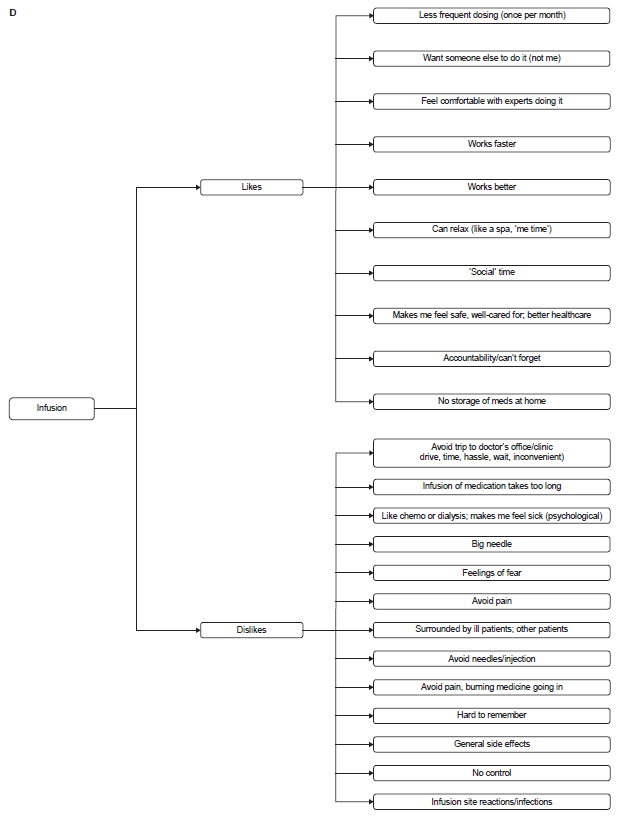 D
Less frequent dosing (once per month)
Want someone else to do it (not me)
Feel comfortable with experts doing it
Works faster
Likes
Works better
Can relax (like a spa, ‘me time’)
‘Social’ time
Makes me feel safe, well-cared for; better healthcare
Accountability/can’t forget
No storage of meds at home
Infusion
Avoid trip to doctor’s office/clinic
drive, time, hassle, wait, inconvenient)
Infusion of medication takes too long
Like chemo or dialysis; makes me feel sick (psychological)
Big needle
Feelings of fear
Avoid pain
Dislikes
Surrounded by ill patients; other patients
Avoid needles/injection
Avoid pain, burning medicine going in
Hard to remember
General side effects
No control
Infusion site reactions/infections